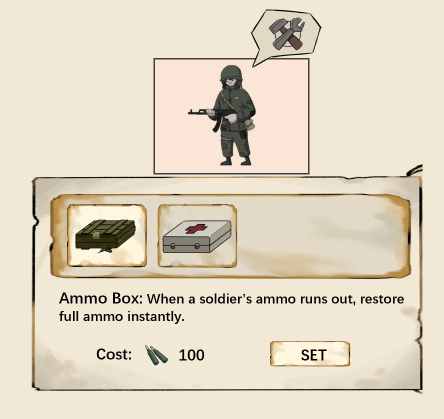 Ammo Box: When a soldier's ammo runs out, restore
full ammo instantly.
Cost: 100
SET